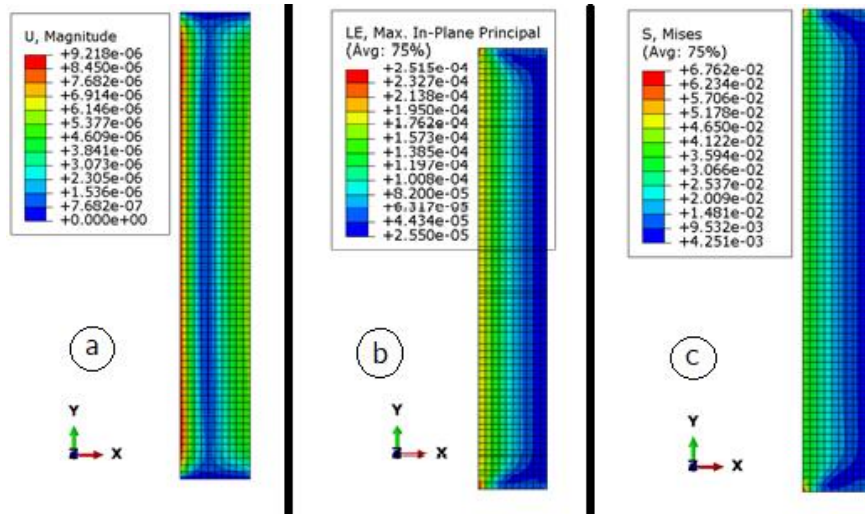 U, Magnitude
+9.218e-06
+8.450e-06
+7.682e-06
+6.914e-06
+6.146e-06
+5.377e-06
+4.609e-06
+3.841e-06
+3.073e-06
+2.305e-06
+1.536e-06
+7.682e-07
+0.000e+00
a
Y
Z
X
LE, Max. In-Plane Principal
(Avg: 75%)
+2.515e-04
+2.327e-04
+2.138e-04
+1.950e-04
+1.762e-04
+1.573e-04
+1.385e-04
+1.197e-04
+1.008e-04
+8.200e-05
+6.317e-05
+4.434e-05
+2.550e-05
b
Y
Z
X
S, Mises
(Avg: 75%)
+6.762e-02
+6.234e-02
+5.706e-02
+5.178e-02
+4.650e-02
+4.122e-02
+3.594e-02
+3.066e-02
+2.537e-02
+2.009e-02
+1.481e-02
+9.532e-03
+4.251e-03
c
Y
Z
X